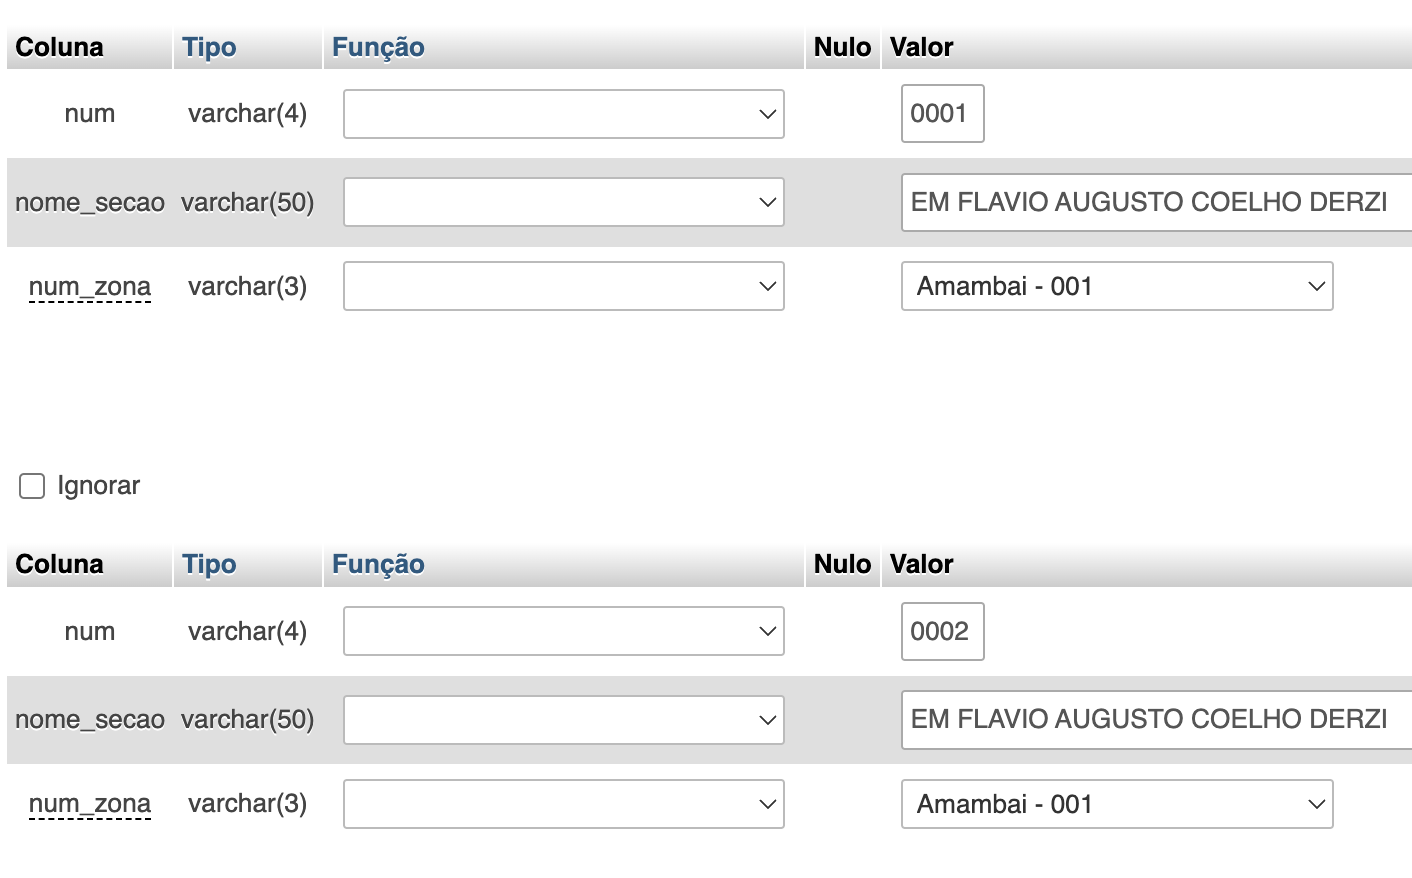 Coluna Tipo Função Nulo Valor
num varchar(4) 0001
nome_secao varchar(50) EM FLAVIO AUGUSTO COELHO DERZI
num_zona varchar(3) Amambai - 001
Ignorar
Coluna Tipo Função Nulo Valor
num varchar(4) 0002
nome_secao varchar(50) EM FLAVIO AUGUSTO COELHO DERZI
num_zona varchar(3) Amambai - 001